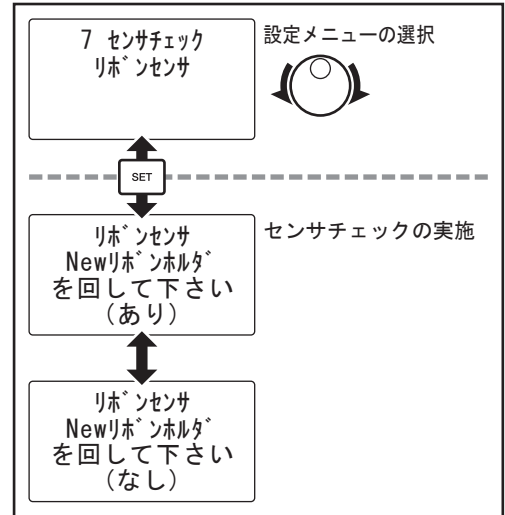 7 ｾﾝｻﾁｪｯｸ
ﾘﾎﾞﾝｾﾝｻ
設定メニューの選択
SET
ﾘﾎﾞﾝｾﾝｻ
Newﾘﾎﾞﾝﾎﾙﾀﾞ
を回して下さい
(あり)
センサチェックの実施
ﾘﾎﾞﾝｾﾝｻ
Newﾘﾎﾞﾝﾎﾙﾀﾞ
を回して下さい
(なし)